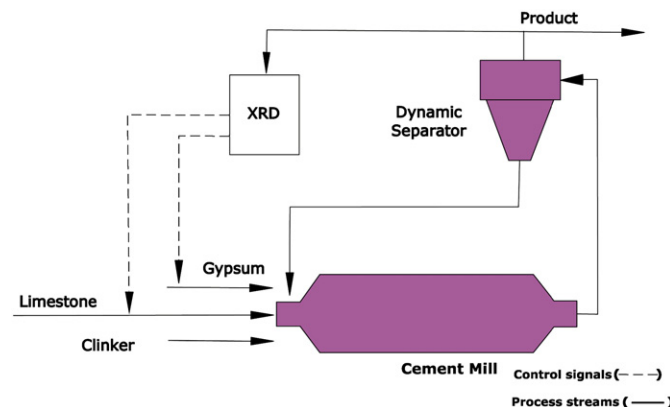 Product
XRD
Dynamic
Separator
Gypsum
Limestone
Clinker
Cement Mill
Control signals(----)
Process streams(——)